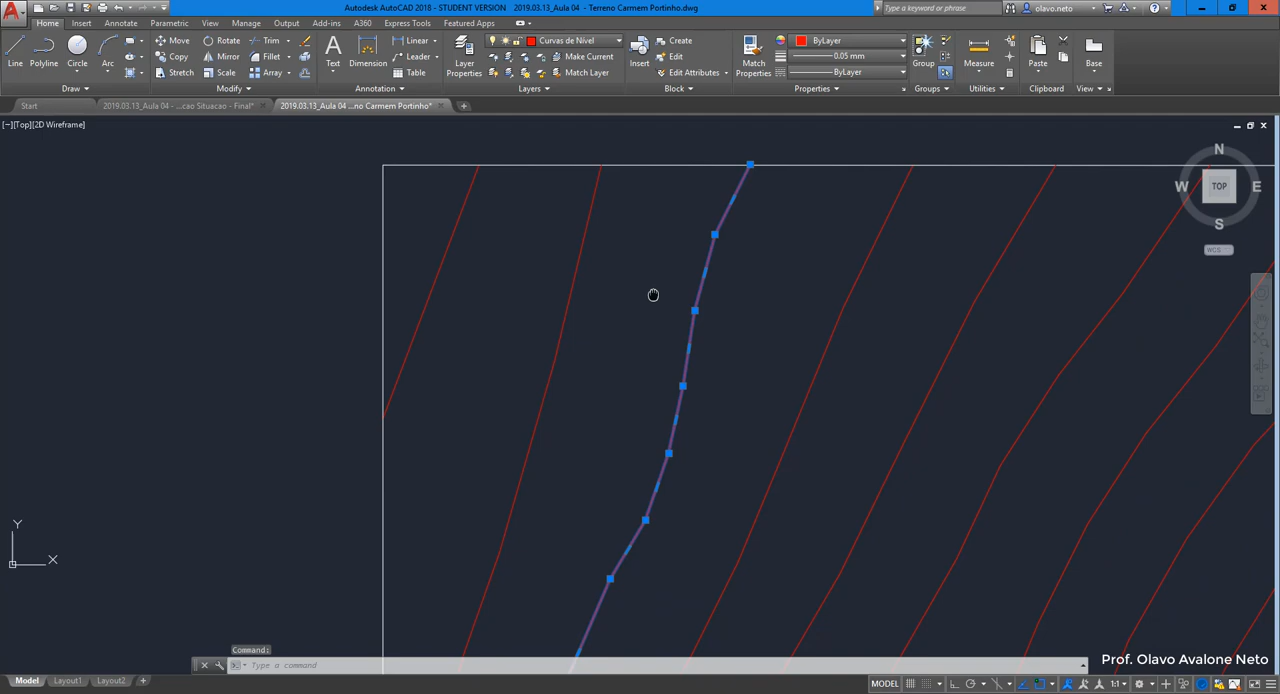 Autodesk AutoCAD 2018 - STUDENT VERSION 2019.03.13_Aula 04 - Terreno Carmem Portinho.dwg
Type a keyword or phrase
olavo.neto
Home Insert Annotate Parametric View Manage Output Add-ins A360 Express Tools Featured Apps
Line Polyline Circle Arc
Move Rotate Trim
Copy Mirror Fillet
Stretch Scale Array
Text Dimension
Linear
Leader
Table
Layer Properties
Curvas de Nível
Make Current
Match Layer
Insert
Create
Edit
Edit Attributes
Match Properties
ByLayer
0.05 mm
ByLayer
Group
Measure
Paste
Base
Draw Modify Annotation Layers Block Properties Groups Utilities Clipboard View
Start 2019.03.13_Aula 04 - ...cao Situacao - Final* 2019.03.13_Aula 04 ...no Carmem Portinho*
[−][Top][2D Wireframe]
N
W TOP E
S
WCS
Y
X
Command:
Type a command
Prof. Olavo Avalone Neto
Model Layout1 Layout2
MODEL
1:1